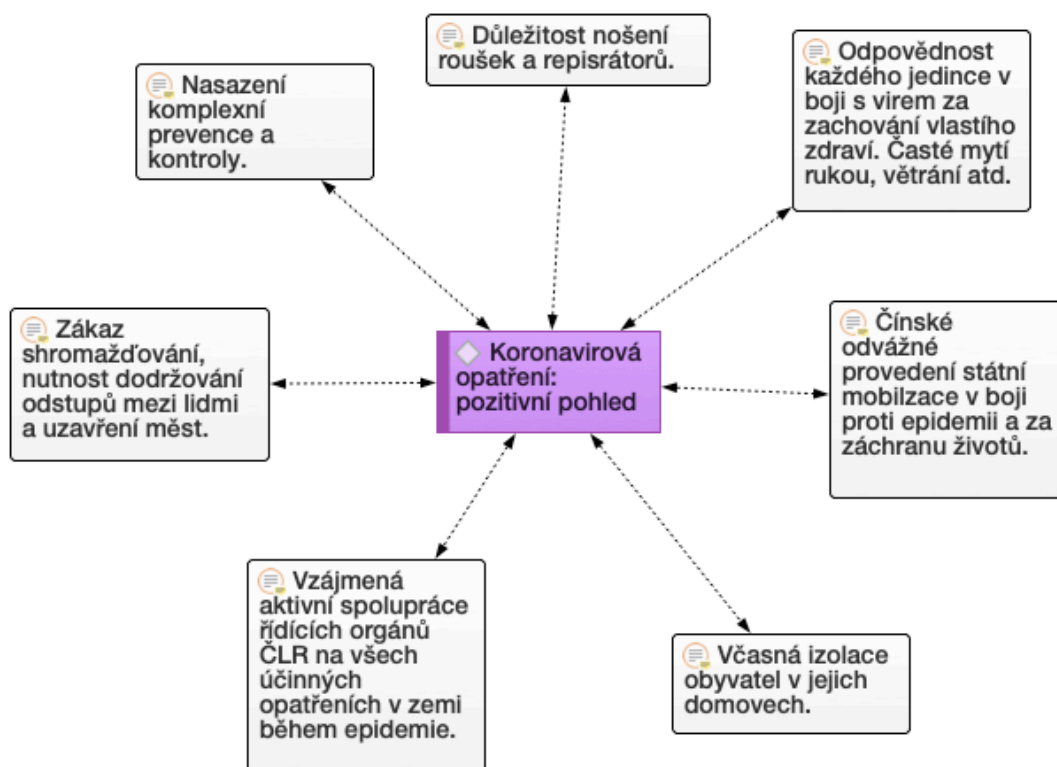 Důležitost nošení
roušek a repisrátorů.
Nasazení
komplexní
prevence a
kontroly.
Odpovědnost
každého jedince v
boji s virem za
zachování vlastího
zdraví. Časté mytí
rukou, větrání atd.
Zákaz
shromažďování,
nutnost dodržování
odstupů mezi lidmi
a uzavření měst.
Koronavirová
opatření:
pozitivní pohled
Čínské
odvážné
provedení státní
mobilzace v boji
proti epidemii a za
záchranu životů.
Vzájmená
aktivní spolupráce
řídících orgánů
ČLR na všech
účinných
opatřeních v zemi
během epidemie.
Včasná izolace
obyvatel v jejich
domovech.